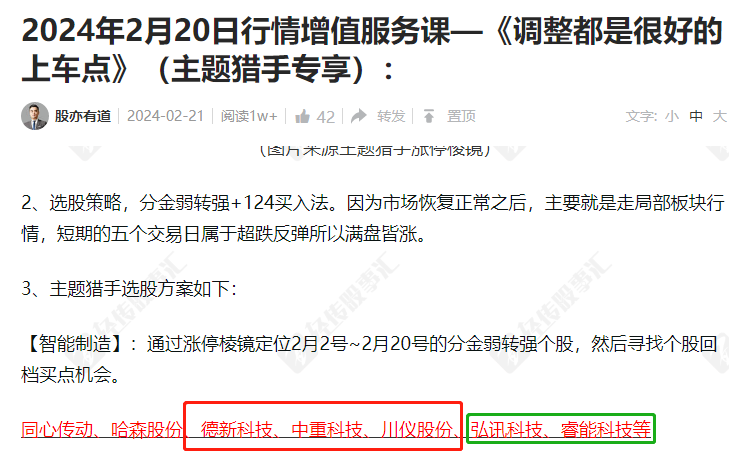 2024年2月20日行情增值服务课—《调整都是很好的
上车点》（主题猎手专享）：
股亦有道 2024-02-21 阅读1w+ 42 转发 置顶 文字: 小 中 大
（图片来源主题猎手涨停棱镜）
2、选股策略，分金弱转强+124买入法。因为市场恢复正常之后，主要就是走局部板块行
情，短期的五个交易日属于超跌反弹所以满盘皆涨。
3、主题猎手选股方案如下：
【智能制造】：通过涨停棱镜定位2月2号~2月20号的分金弱转强个股，然后寻找个股回
档买点机会。
同心传动、哈森股份、德新科技、中重科技、川仪股份、弘讯科技、睿能科技等